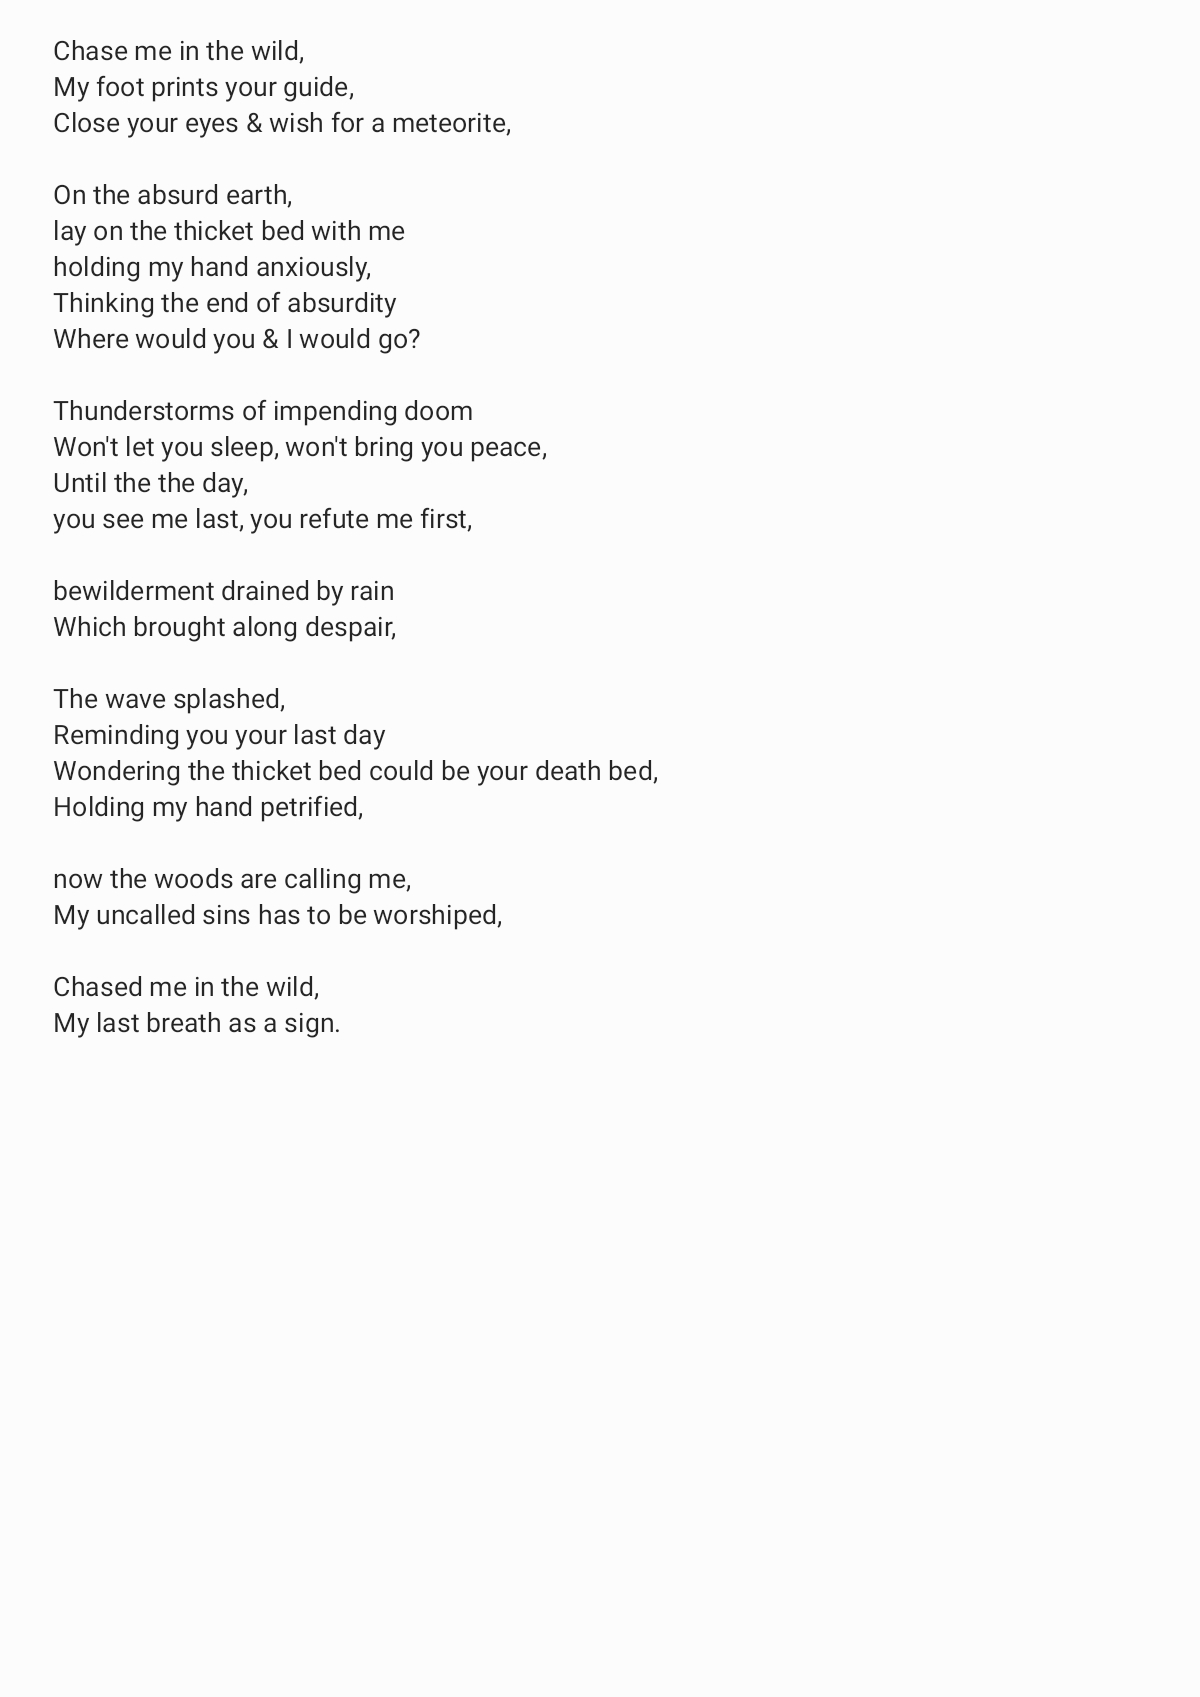 Chase me in the wild,
My foot prints your guide,
Close your eyes & wish for a meteorite,

On the absurd earth,
lay on the thicket bed with me
holding my hand anxiously,
Thinking the end of absurdity
Where would you & I would go?

Thunderstorms of impending doom
Won't let you sleep, won't bring you peace,
Until the the day,
you see me last, you refute me first,

bewilderment drained by rain
Which brought along despair,

The wave splashed,
Reminding you your last day
Wondering the thicket bed could be your death bed,
Holding my hand petrified,

now the woods are calling me,
My uncalled sins has to be worshiped,

Chased me in the wild,
My last breath as a sign.